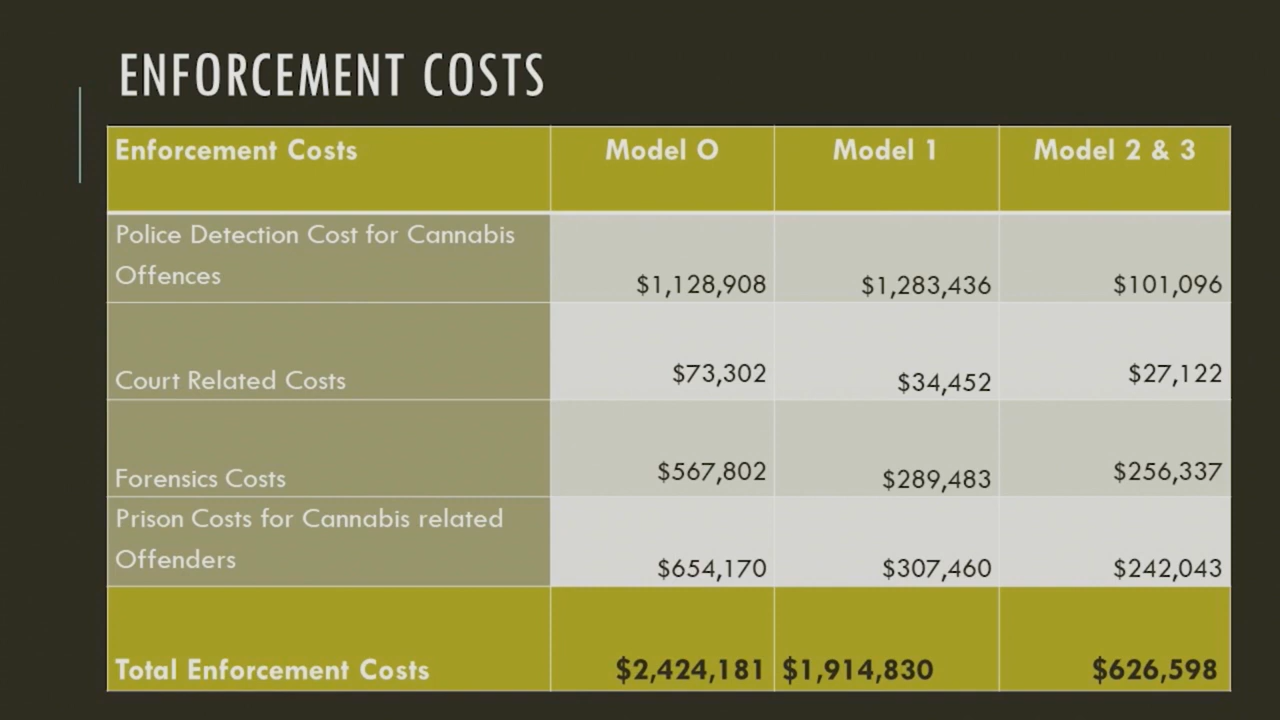 ENFORCEMENT COSTS
Enforcement Costs Model O Model 1 Model 2 & 3
Police Detection Cost for Cannabis
Offences $1,128,908 $1,283,436 $101,096
Court Related Costs $73,302 $34,452 $27,122
Forensics Costs $567,802 $289,483 $256,337
Prison Costs for Cannabis related
Offenders $654,170 $307,460 $242,043
Total Enforcement Costs $2,424,181 $1,914,830 $626,598